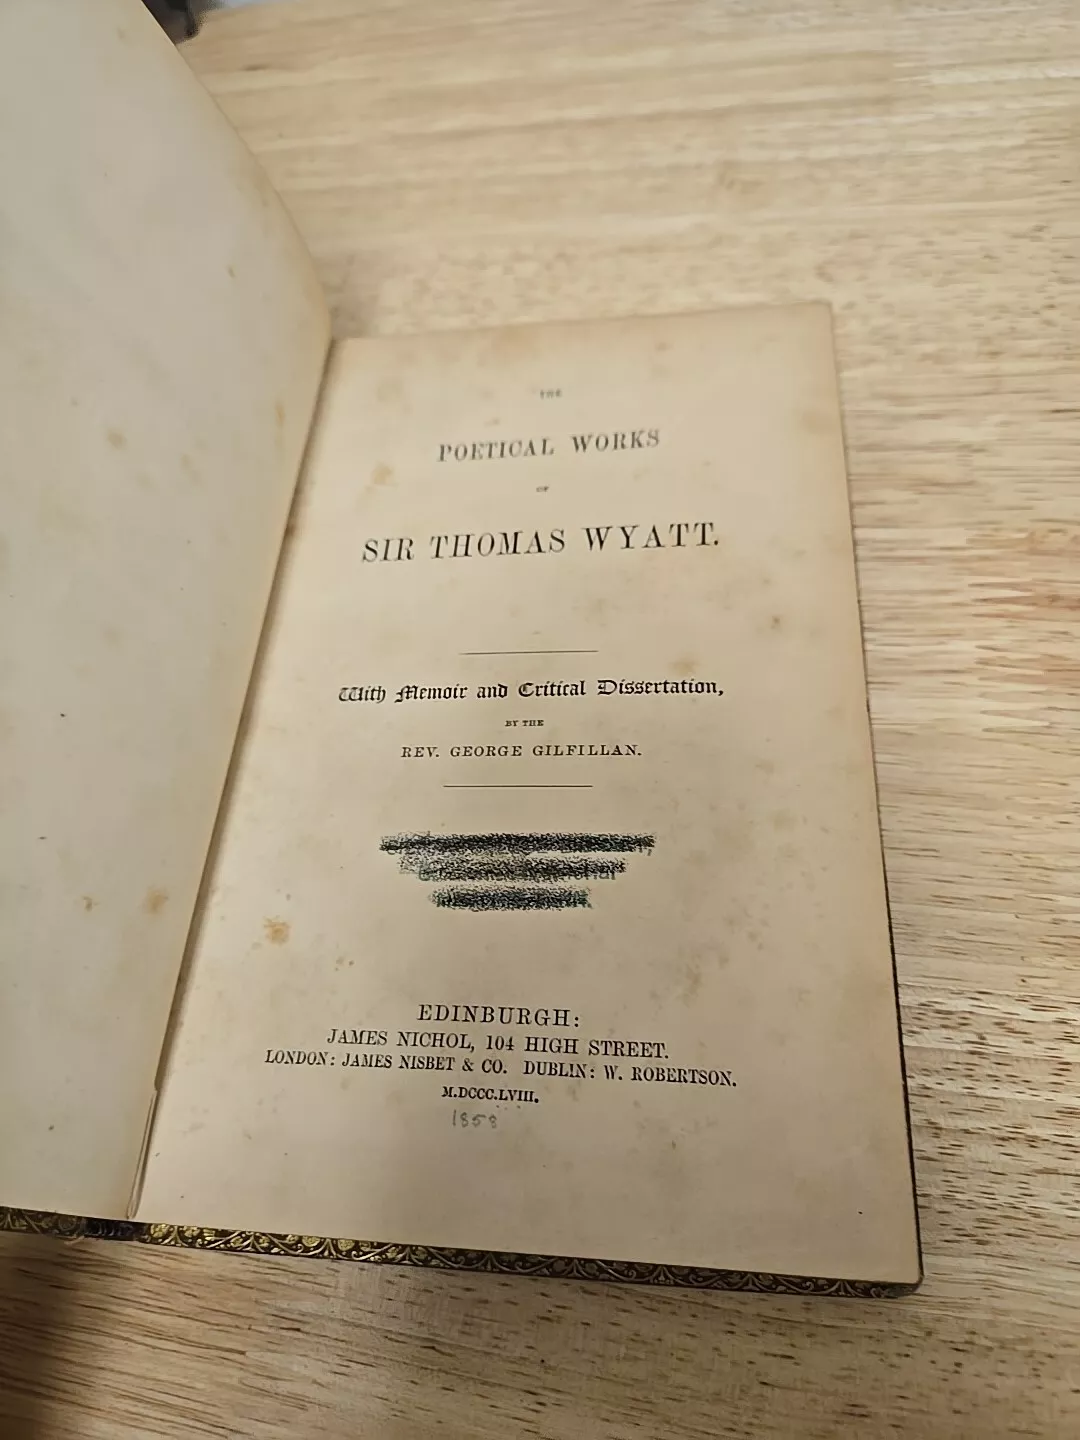 THE
POETICAL WORKS
OF
SIR THOMAS WYATT.
With Memoir and Critical Dissertation,
BY THE
REV. GEORGE GILFILLAN.
EDINBURGH:
JAMES NICHOL, 104 HIGH STREET.
LONDON: JAMES NISBET & CO. DUBLIN: W. ROBERTSON.
M.DCCC.LVIII.
1858